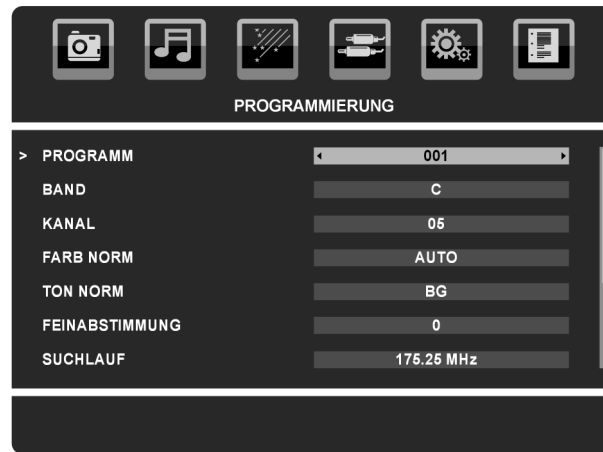 PROGRAMMIERUNG
> PROGRAMM 001
BAND C
KANAL 05
FARB NORM AUTO
TON NORM BG
FEINABSTIMMUNG 0
SUCHLAUF 175.25 MHz